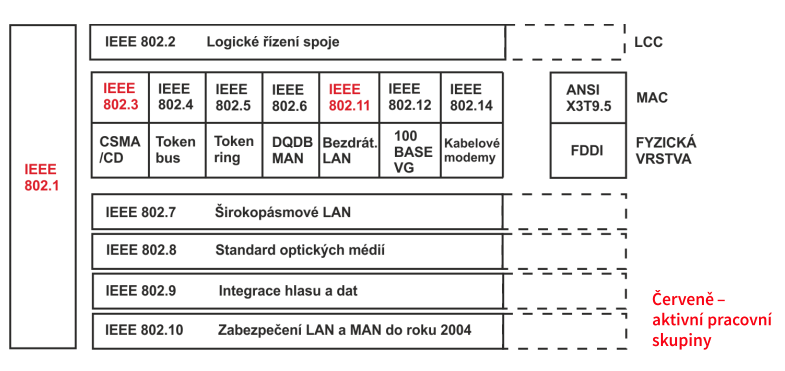 IEEE 802.2 Logické řízení spoje
LCC
IEEE
802.3
IEEE
802.4
IEEE
802.5
IEEE
802.6
IEEE
802.11
IEEE
802.12
IEEE
802.14
ANSI
X3T9.5
MAC
CSMA
/CD
Token
bus
Token
ring
DQDB
MAN
Bezdrát.
LAN
100
BASE
VG
Kabelové
modemy
FDDI
FYZICKÁ
VRSTVA
IEEE
802.1
IEEE 802.7 Širokopásmové LAN
IEEE 802.8 Standard optických médií
IEEE 802.9 Integrace hlasu a dat
IEEE 802.10 Zabezpečení LAN a MAN do roku 2004
Červeně –
aktivní pracovní
skupiny